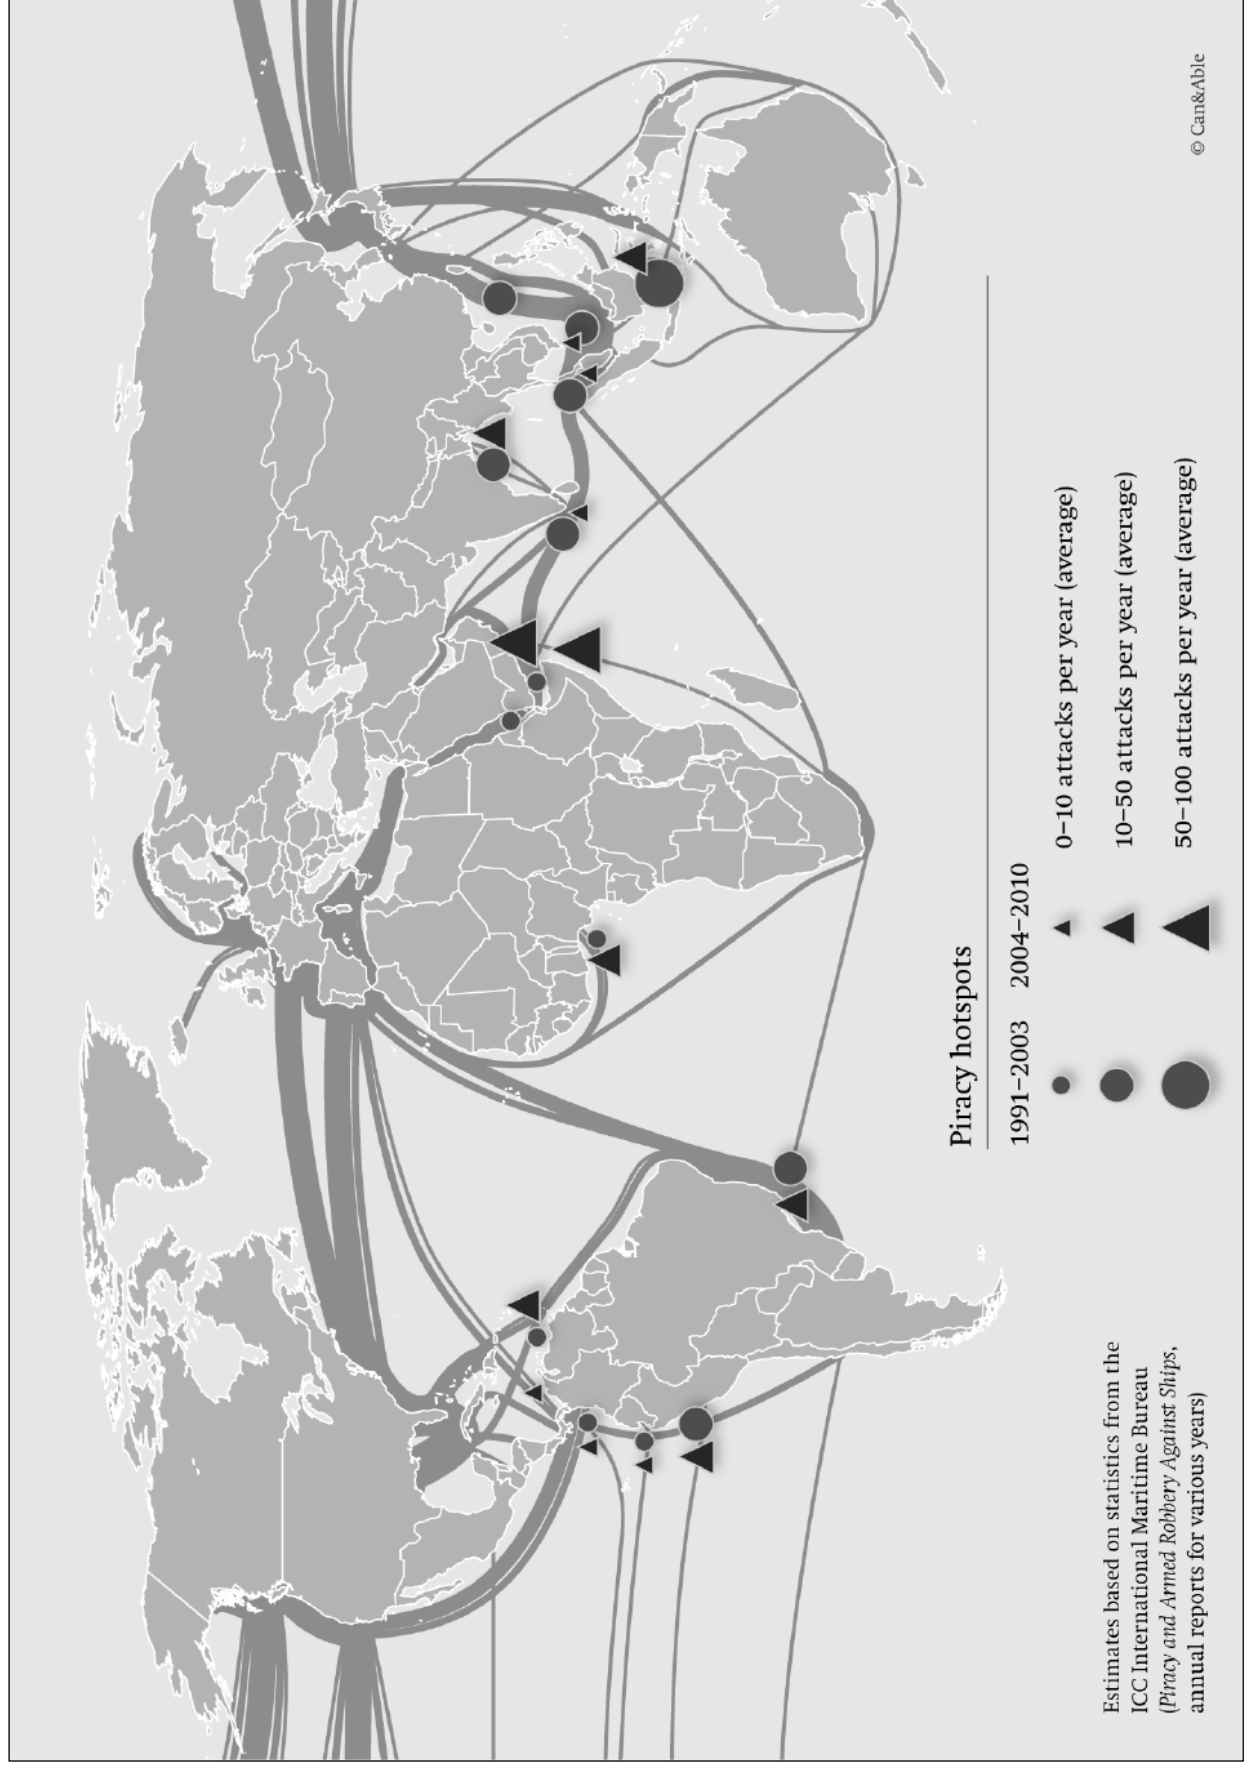 Piracy hotspots
1991–2003 2004–2010
0–10 attacks per year (average)
10–50 attacks per year (average)
50–100 attacks per year (average)
Estimates based on statistics from the
ICC International Maritime Bureau
(Piracy and Armed Robbery Against Ships,
annual reports for various years)
© Can&Able